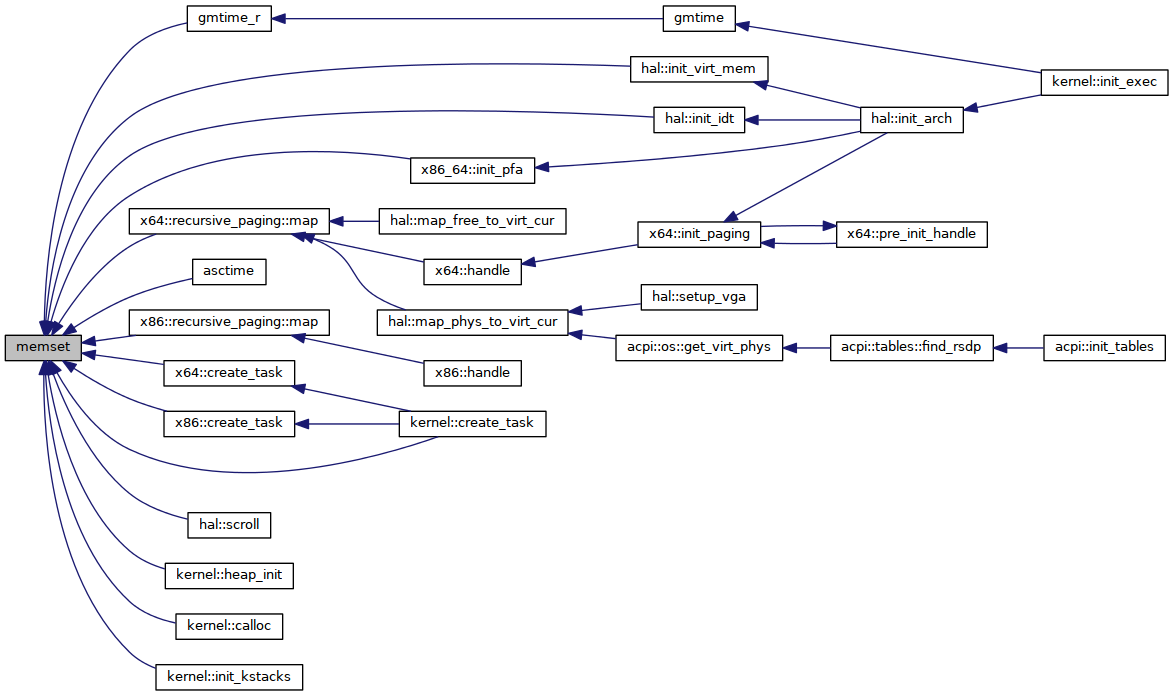 gmtime_r
gmtime
hal::init_virt_mem
kernel::init_exec
hal::init_idt
hal::init_arch
x86_64::init_pfa
x64::recursive_paging::map
hal::map_free_to_virt_cur
x64::init_paging
x64::pre_init_handle
asctime
x64::handle
hal::setup_vga
x86::recursive_paging::map
hal::map_phys_to_virt_cur
memset
acpi::os::get_virt_phys
acpi::tables::find_rsdp
acpi::init_tables
x64::create_task
x86::handle
x86::create_task
kernel::create_task
hal::scroll
kernel::heap_init
kernel::calloc
kernel::init_kstacks